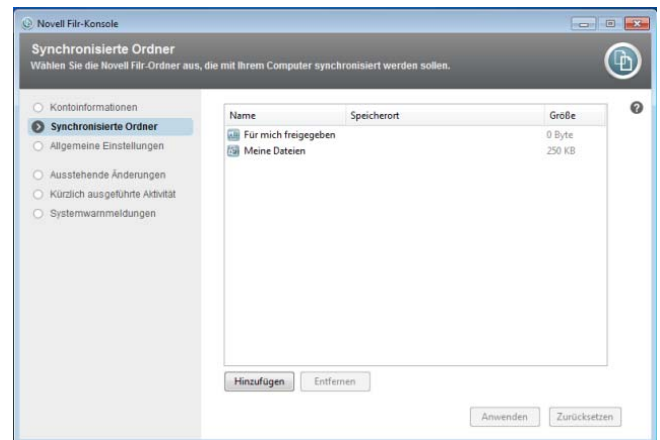 Novell Filr-Konsole
Synchronisierte Ordner
Wählen Sie die Novell Filr-Ordner aus, die mit Ihrem Computer synchronisiert werden sollen.
Kontoinformationen
Synchronisierte Ordner
Allgemeine Einstellungen
Ausstehende Änderungen
Kürzlich ausgeführte Aktivität
Systemwarnmeldungen
Name Speicherort Größe
Für mich freigegeben 0 Byte
Meine Dateien 250 KB
Hinzufügen Entfernen
Anwenden Zurücksetzen